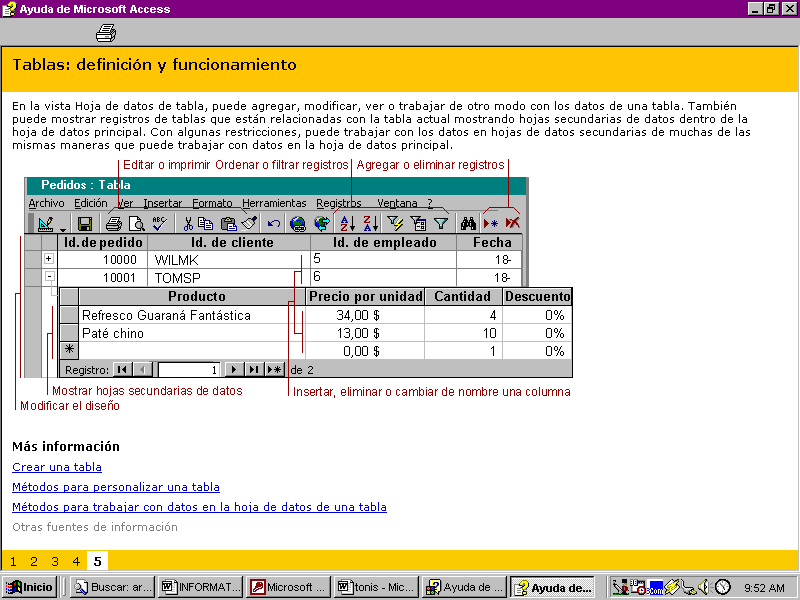 Ayuda de Microsoft Access
Tablas: definición y funcionamiento
En la vista Hoja de datos de tabla, puede agregar, modificar, ver o trabajar de otro modo con los datos de una tabla. También
puede mostrar registros de tablas que están relacionadas con la tabla actual mostrando hojas secundarias de datos dentro de la
hoja de datos principal. Con algunas restricciones, puede trabajar con los datos en hojas de datos secundarias de muchas de las
mismas maneras que puede trabajar con datos en la hoja de datos principal.
Editar o imprimir Ordenar o filtrar registros Agregar o eliminar registros
Pedidos : Tabla
Archivo Edición Ver Insertar Formato Herramientas Registros Ventana ?
Id. de pedido Id. de cliente Id. de empleado Fecha
10000 WILMK 5 18-
10001 TOMSP 6 18-
Producto Precio por unidad Cantidad Descuento
Refresco Guaraná Fantástica 34,00 $ 4 0%
Paté chino 13,00 $ 10 0%
0,00 $ 1 0%
Registro: 1 de 2
Mostrar hojas secundarias de datos Insertar, eliminar o cambiar de nombre una columna
Modificar el diseño
Más información
Crear una tabla
Métodos para personalizar una tabla
Métodos para trabajar con datos en la hoja de datos de una tabla
Otras fuentes de información
1 2 3 4 5
Inicio Buscar: ar... INFORMAT... Microsoft ... tonis - Mic... Ayuda de ... Ayuda de... 9:52 AM